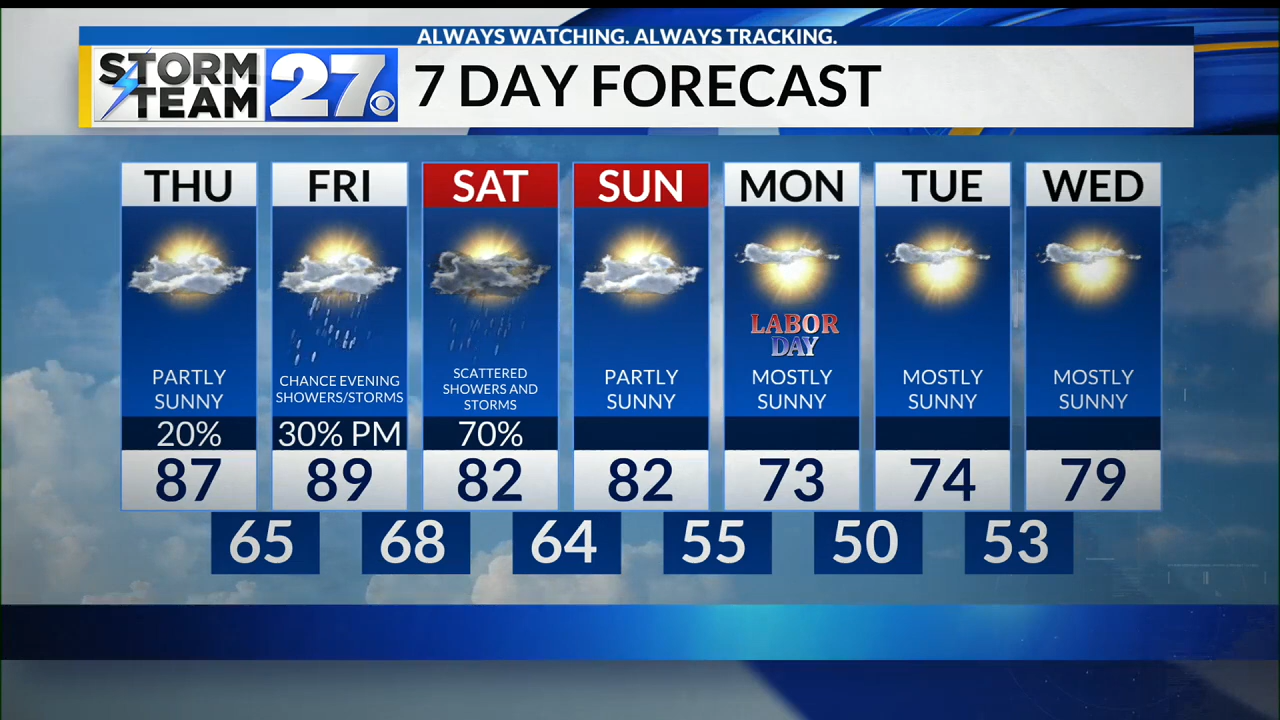 ALWAYS WATCHING. ALWAYS TRACKING.
STORM
TEAM
27
7 DAY FORECAST
THU
FRI
SAT
SUN
MON
TUE
WED
LABOR
DAY
PARTLY
SUNNY
CHANCE EVENING
SHOWERS/STORMS
SCATTERED
SHOWERS AND
STORMS
PARTLY
SUNNY
MOSTLY
SUNNY
MOSTLY
SUNNY
MOSTLY
SUNNY
20%
30% PM
70%
87
89
82
82
73
74
79
65
68
64
55
50
53